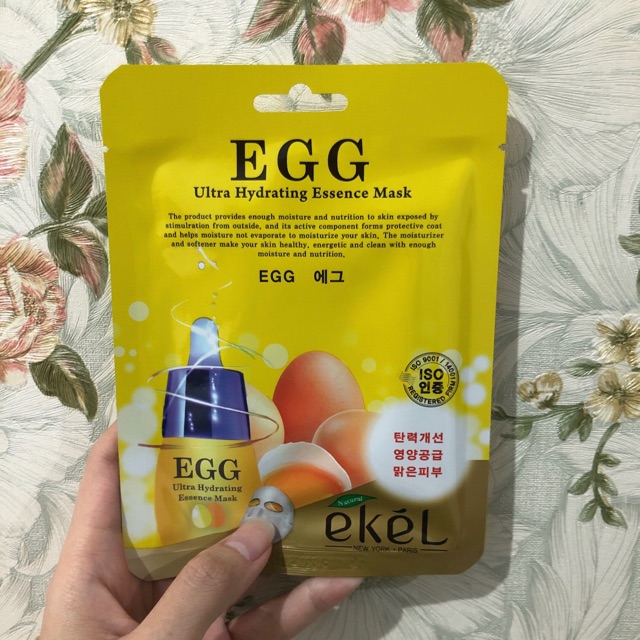 EGG
Ultra Hydrating Essence Mask
The product provides enough moisture and nutrition to skin exposed by
stimulration from outside, and its active component forms protective coat
and helps moisture not evaporate to moisturize your skin. The moisturizer
and softener make your skin healthy, energetic and clean with enough
moisture and nutrition.
EGG 에그
ISO 9001 / 14001
ISO
인증
REGISTERED FIRM
탄력개선
영양공급
맑은피부
EGG
Ultra Hydrating
Essence Mask
Natural
eKéL
NEW YORK • PARIS